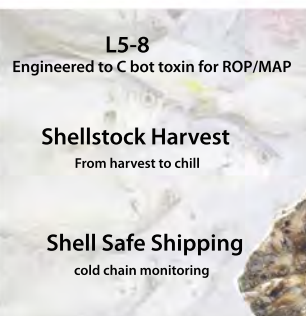 L5-8
Engineered to C bot toxin for ROP/MAP
Shellstock Harvest
From harvest to chill
Shell Safe Shipping
cold chain monitoring